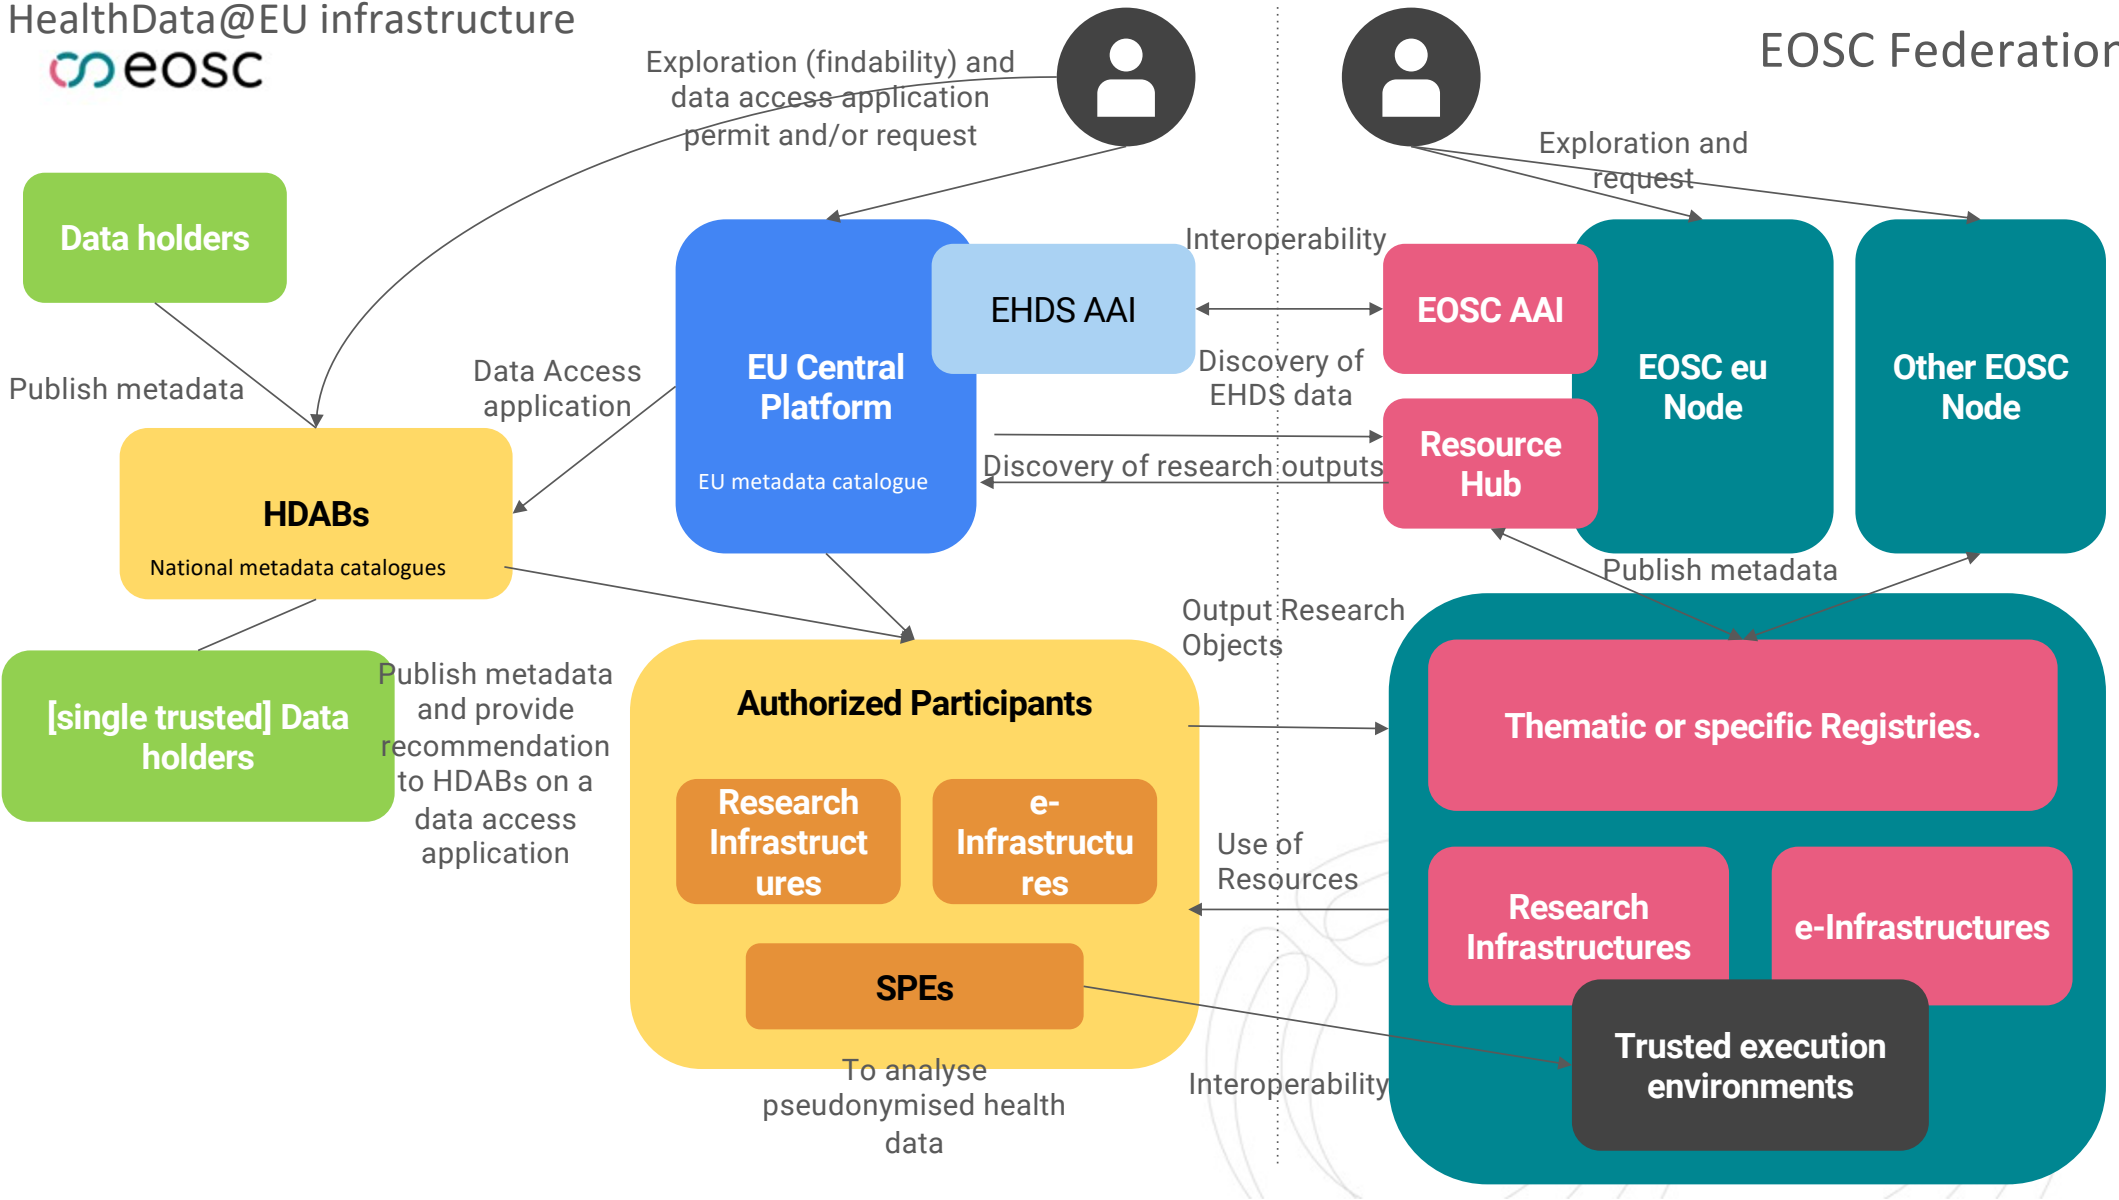 HealthData@EU infrastructure
eosc
EOSC Federation
Exploration (findability) and
data access application
permit and/or request
Exploration and
request
Data holders
Publish metadata
Data Access
application
EU Central
Platform
EU metadata catalogue
EHDS AAI
Interoperability
Discovery of
EHDS data
Discovery of research outputs
EOSC AAI
Resource
Hub
EOSC eu
Node
Other EOSC
Node
HDABs
National metadata catalogues
Publish metadata
[single trusted] Data
holders
Publish metadata
and provide
recommendation
to HDABs on a
data access
application
Authorized Participants
Research
Infrastruct
ures
e-
Infrastructu
res
SPEs
To analyse
pseudonymised health
data
Output Research
Objects
Use of
Resources
Interoperability
Thematic or specific Registries.
Research
Infrastructures
e-Infrastructures
Trusted execution
environments